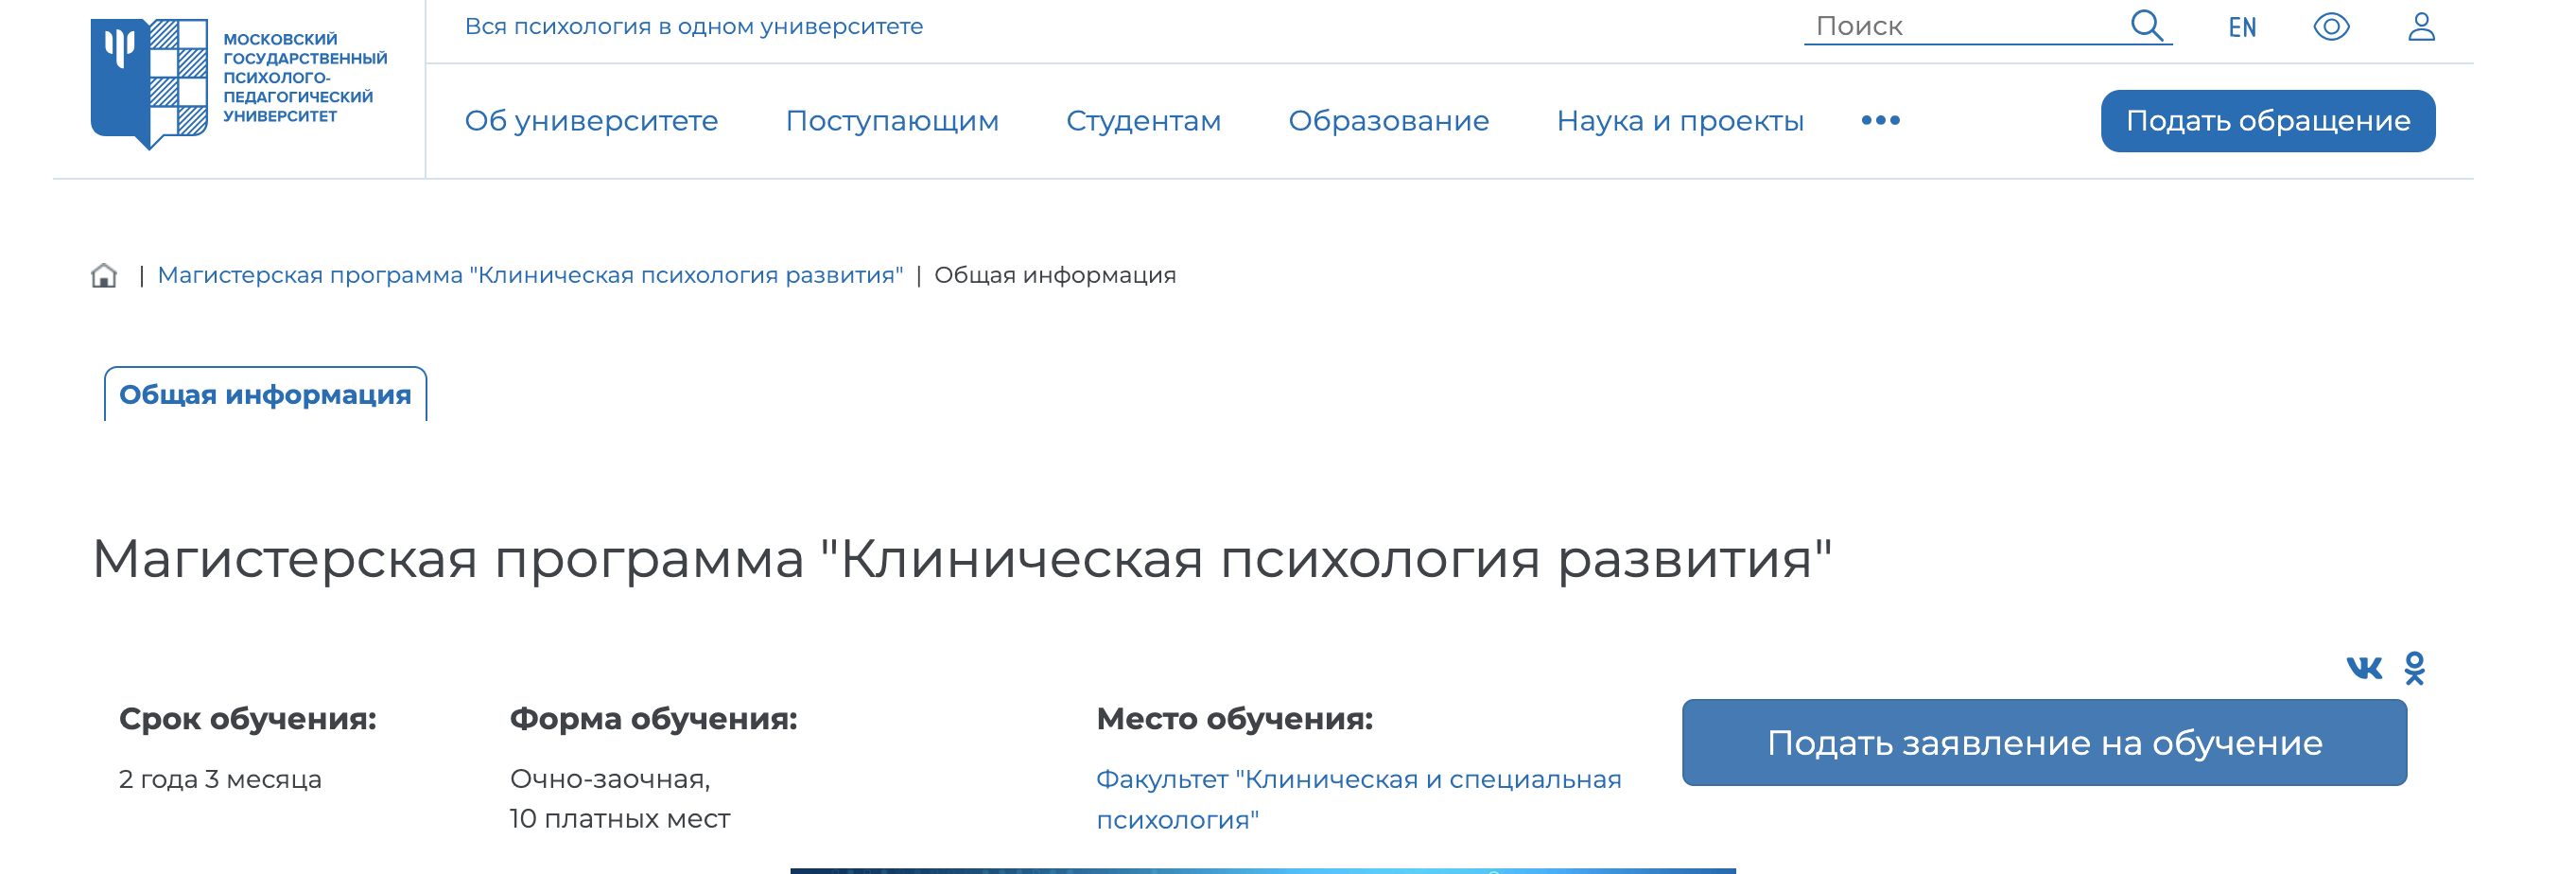 МОСКОВСКИЙ
ГОСУДАРСТВЕННЫЙ
ПСИХОЛОГО-
ПЕДАГОГИЧЕСКИЙ
УНИВЕРСИТЕТ
Вся психология в одном университете
Поиск
EN
Об университете Поступающим Студентам Образование Наука и проекты ••• Подать обращение
| Магистерская программа "Клиническая психология развития" | Общая информация
Общая информация
Магистерская программа "Клиническая психология развития"
Срок обучения:
2 года 3 месяца
Форма обучения:
Очно-заочная,
10 платных мест
Место обучения:
Факультет "Клиническая и специальная
психология"
Подать заявление на обучение